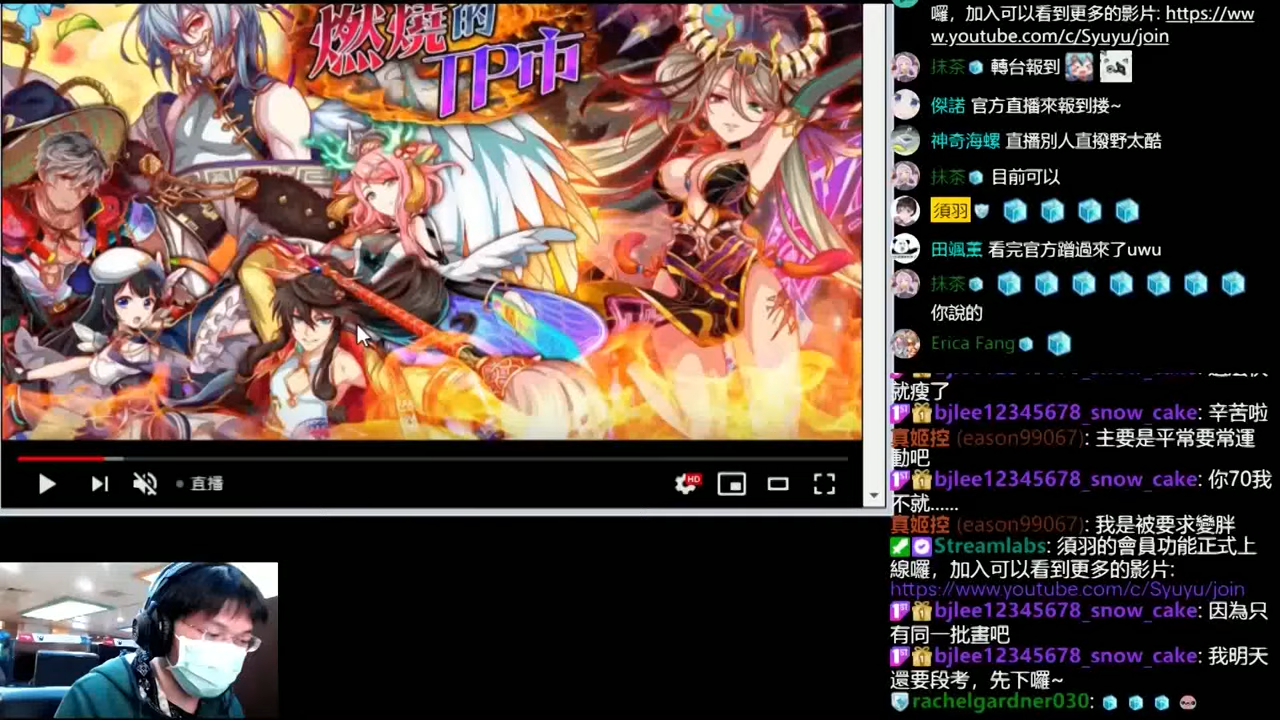 燃燒的
TP市
HD
直播
囉，加入可以看到更多的影片: https://ww
w.youtube.com/c/Syuyu/join
抹茶 轉台報到
傑諾 官方直播來報到捿~
神奇海螺 直播別人直撥野太酷
抹茶 目前可以
須羽
田颯薰 看完官方蹭過來了uwu
抹茶
你說的
Erica Fang
bjlee12345678_snow_cake:
就瘦了
bjlee12345678_snow_cake: 辛苦啦
真姬控 (eason99067): 主要是平常要常運
動吧
bjlee12345678_snow_cake: 你70我
不就......
真姬控 (eason99067): 我是被要求變胖
Streamlabs: 須羽的會員功能正式上
線囉，加入可以看到更多的影片:
https://www.youtube.com/c/Syuyu/join
bjlee12345678_snow_cake: 因為只
有同一批畫吧
bjlee12345678_snow_cake: 我明天
還要段考，先下囉~
rachelgardner030: